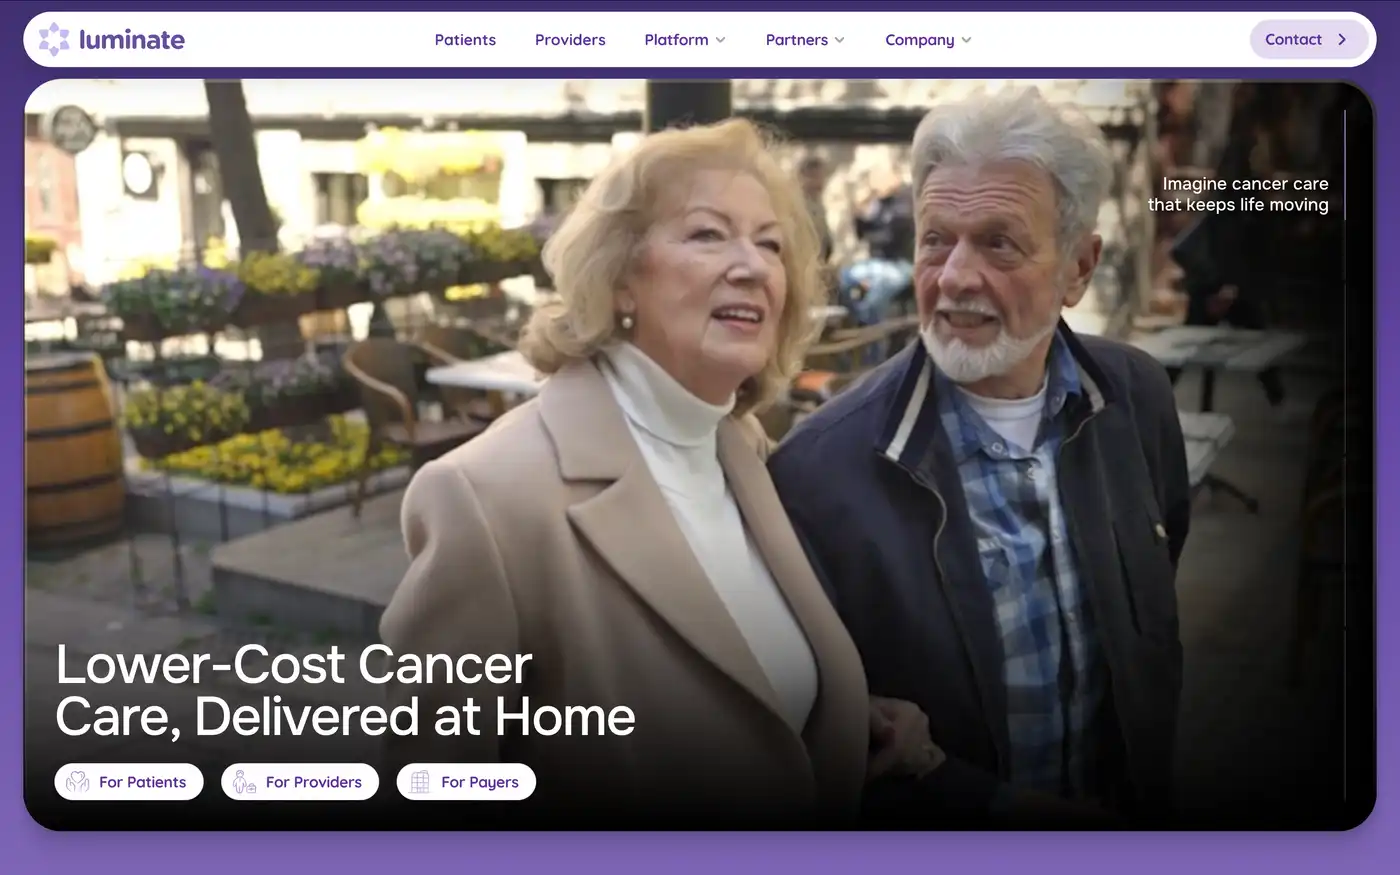 luminate
Patients
Providers
Platform
Partners
Company
Contact
Imagine cancer care
that keeps life moving
Lower-Cost Cancer
Care, Delivered at Home
For Patients
For Providers
For Payers